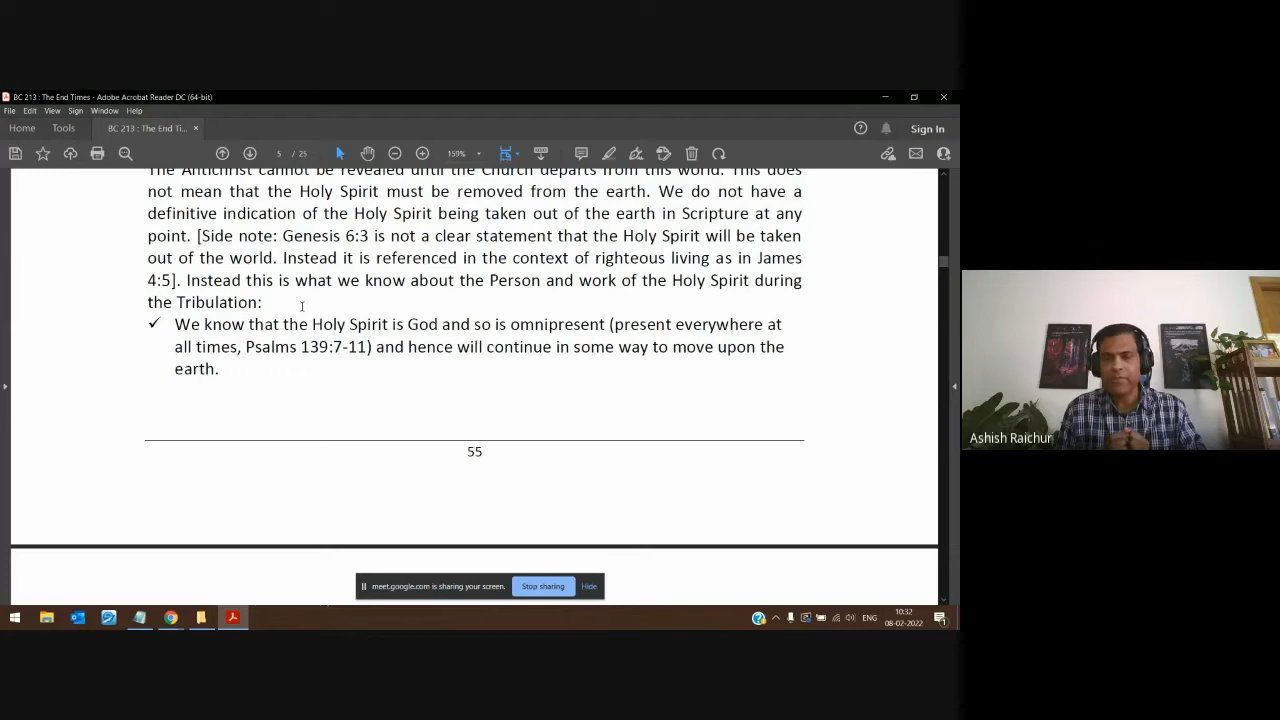 BC 213 : The End Times - Adobe Acrobat Reader DC (64-bit)
File Edit View Sign Window Help
Home Tools BC 213 : The End Ti... × Sign In
5 / 25 159%
The Antichrist cannot be revealed until the Church departs from this world. This does
not mean that the Holy Spirit must be removed from the earth. We do not have a
definitive indication of the Holy Spirit being taken out of the earth in Scripture at any
point. [Side note: Genesis 6:3 is not a clear statement that the Holy Spirit will be taken
out of the world. Instead it is referenced in the context of righteous living as in James
4:5]. Instead this is what we know about the Person and work of the Holy Spirit during
the Tribulation:
✓ We know that the Holy Spirit is God and so is omnipresent (present everywhere at
all times, Psalms 139:7-11) and hence will continue in some way to move upon the
earth.
55
Ashish Raichur
meet.google.com is sharing your screen. Stop sharing Hide
ENG
10:32
08-02-2022